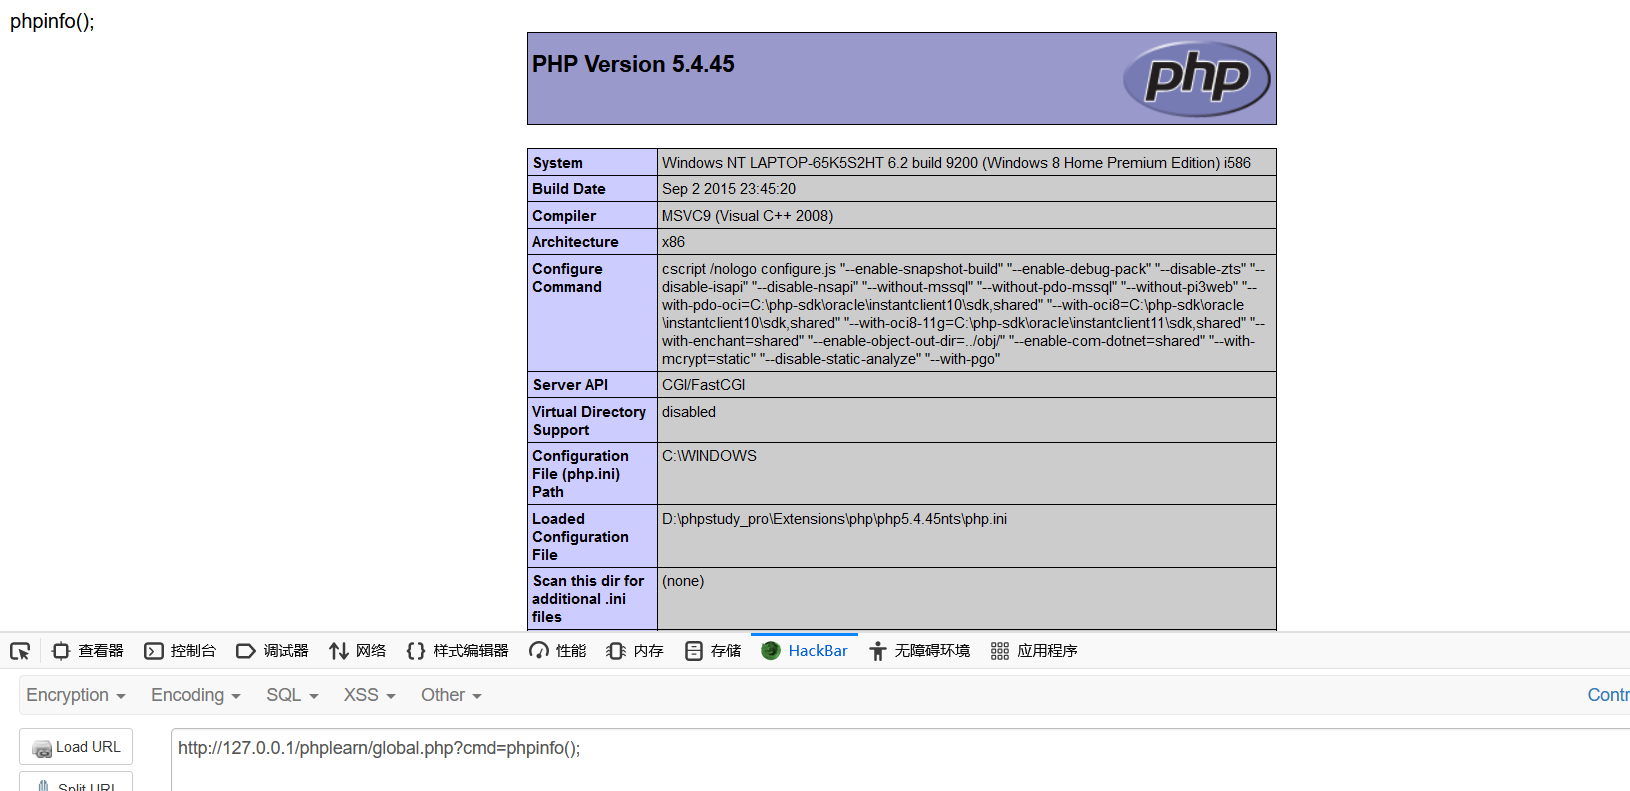 phpinfo();
PHP Version 5.4.45
php
System Windows NT LAPTOP-65K5S2HT 6.2 build 9200 (Windows 8 Home Premium Edition) i586
Build Date Sep 2 2015 23:45:20
Compiler MSVC9 (Visual C++ 2008)
Architecture x86
Configure Command cscript /nologo configure.js "--enable-snapshot-build" "--enable-debug-pack" "--disable-zts" "--
disable-isapi" "--disable-nsapi" "--without-mssql" "--without-pdo-mssql" "--without-pi3web" "--
with-pdo-oci=C:\php-sdk\oracle\instantclient10\sdk,shared" "--with-oci8=C:\php-sdk\oracle
\instantclient10\sdk,shared" "--with-oci8-11g=C:\php-sdk\oracle\instantclient11\sdk,shared" "--
with-enchant=shared" "--enable-object-out-dir=../obj/" "--enable-com-dotnet=shared" "--with-
mcrypt=static" "--disable-static-analyze" "--with-pgo"
Server API CGI/FastCGI
Virtual Directory Support disabled
Configuration File (php.ini) Path C:\WINDOWS
Loaded Configuration File D:\phpstudy_pro\Extensions\php\php5.4.45nts\php.ini
Scan this dir for additional .ini files (none)
查看器 控制台 调试器 网络 样式编辑器 性能 内存 存储 HackBar 无障碍环境 应用程序
Encryption Encoding SQL XSS Other Contr
Load URL http://127.0.0.1/phplearn/global.php?cmd=phpinfo();
Split URL